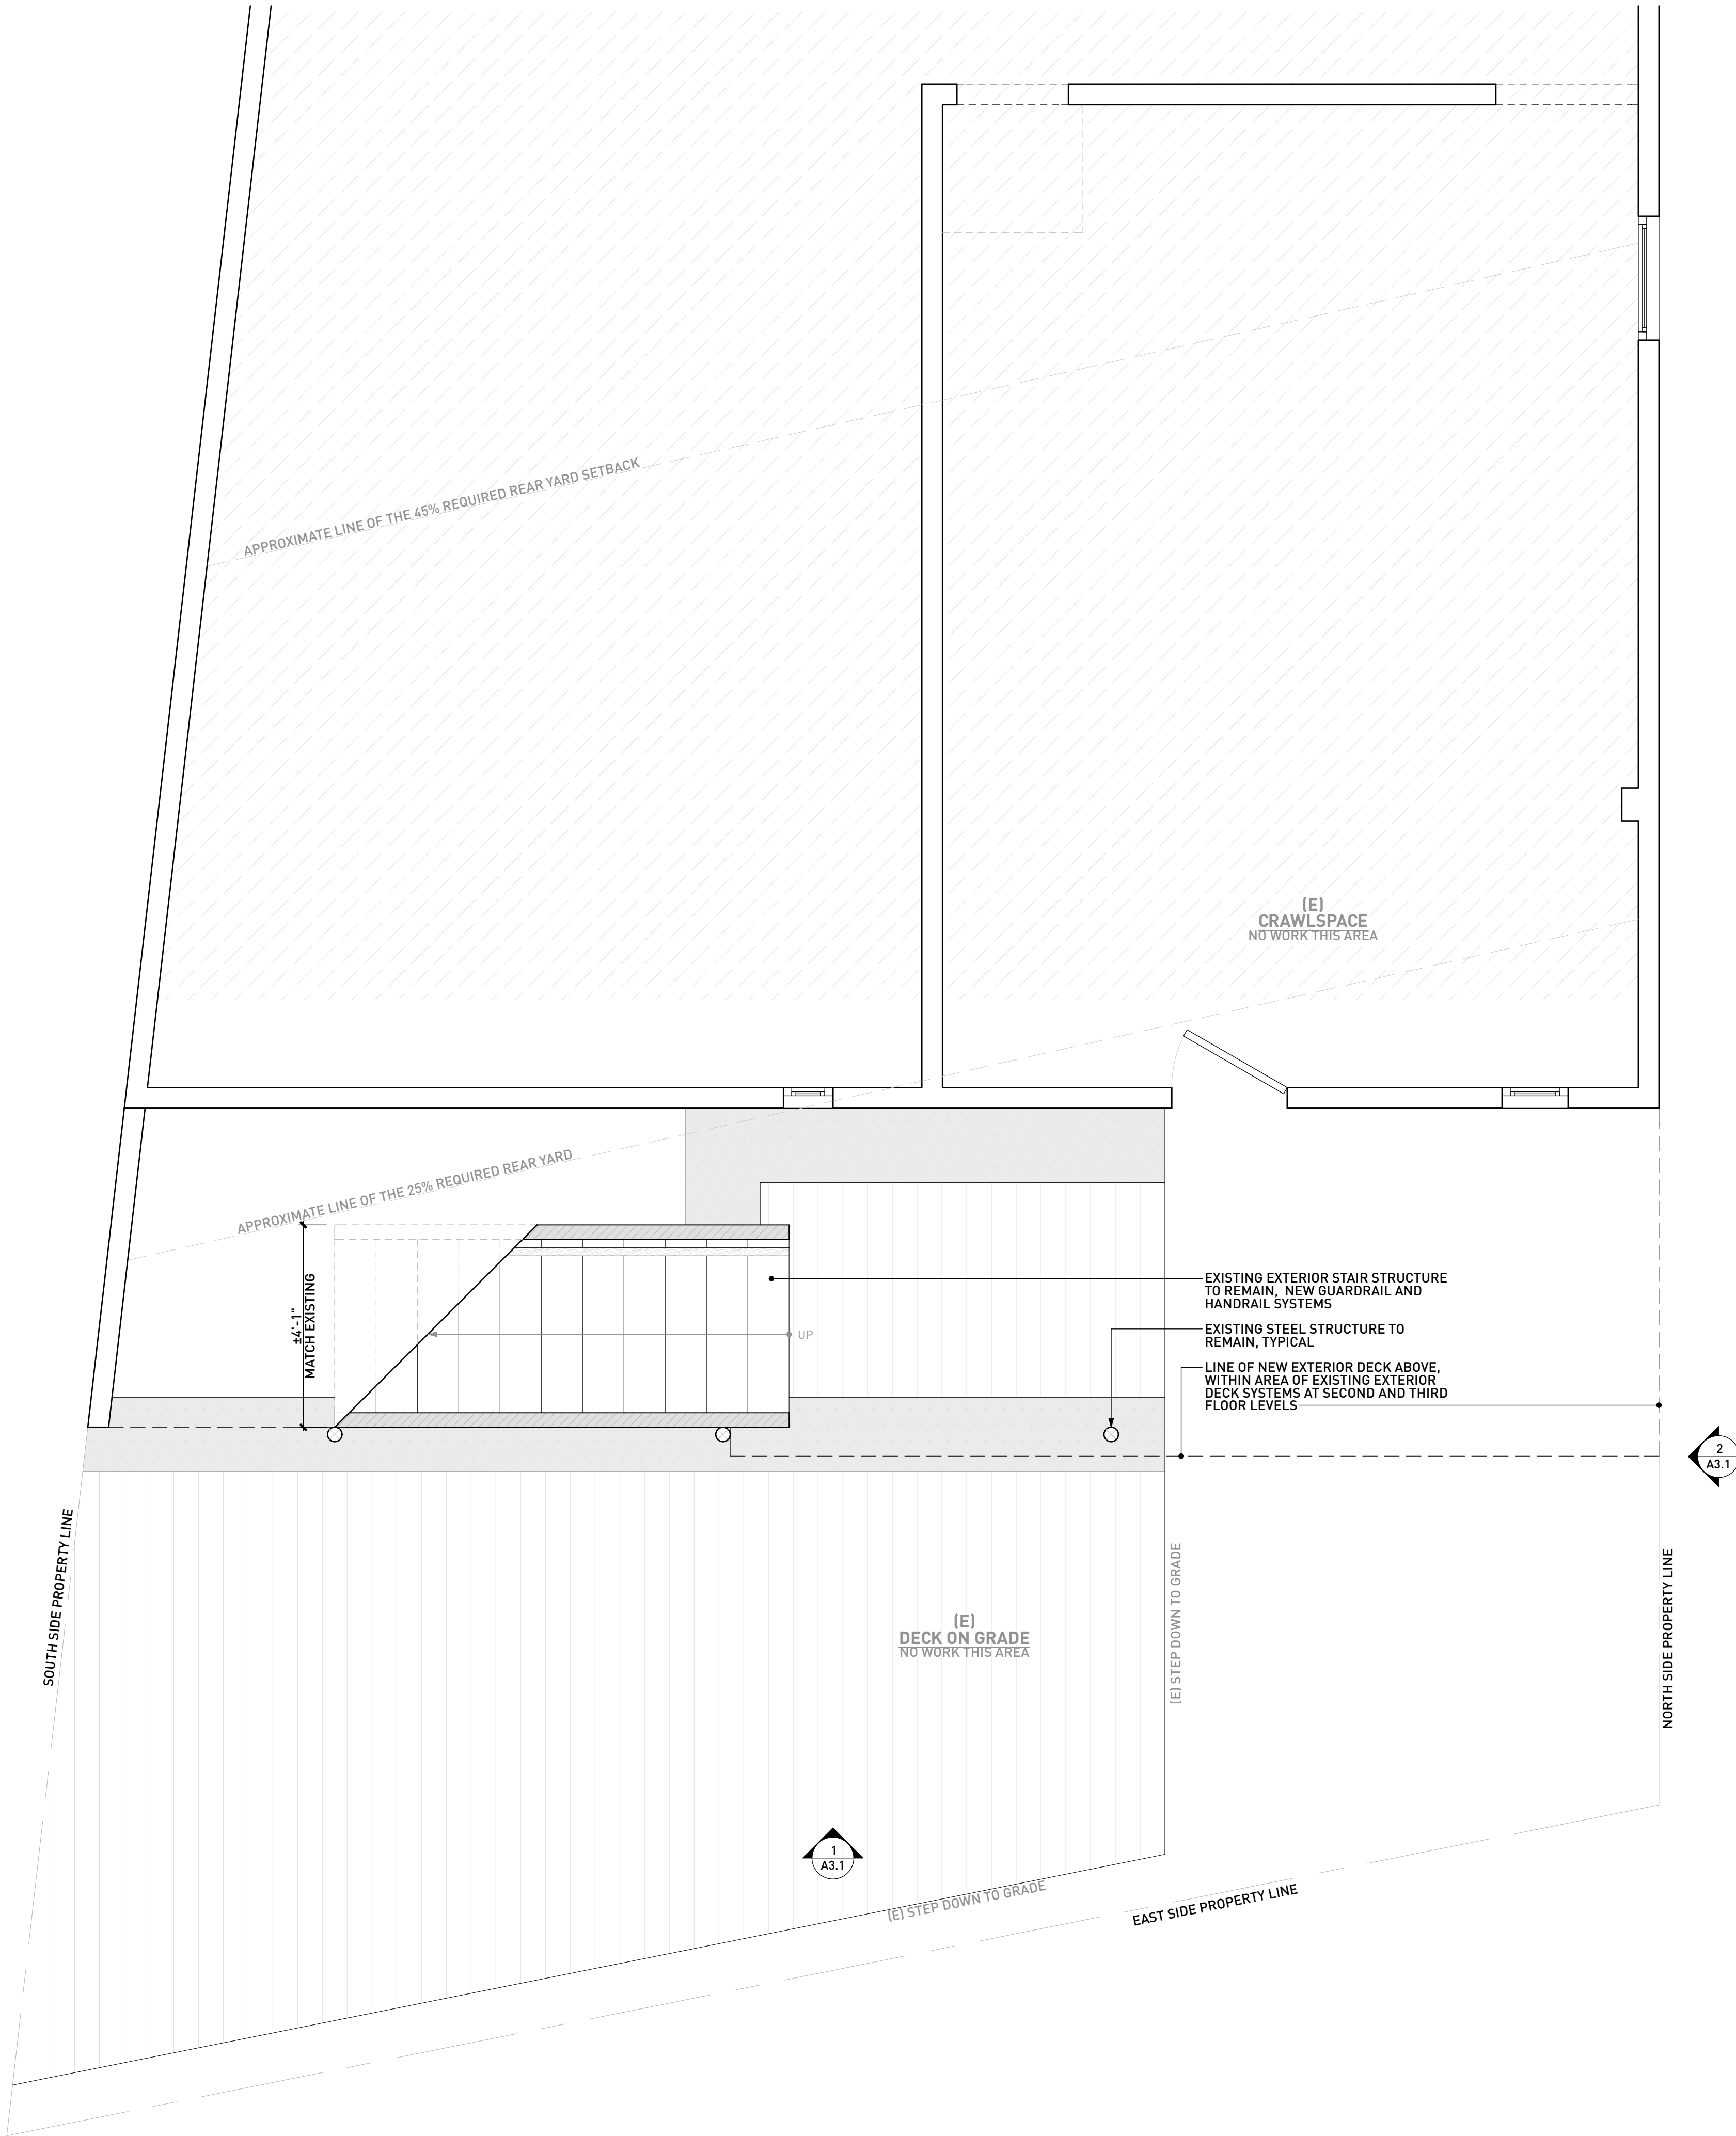 APPROXIMATE LINE OF THE 45% REQUIRED REAR YARD SETBACK
(E)
CRAWLSPACE
NO WORK THIS AREA
APPROXIMATE LINE OF THE 25% REQUIRED REAR YARD
±4'-1"
MATCH EXISTING
UP
EXISTING EXTERIOR STAIR STRUCTURE
TO REMAIN, NEW GUARDRAIL AND
HANDRAIL SYSTEMS
EXISTING STEEL STRUCTURE TO
REMAIN, TYPICAL
LINE OF NEW EXTERIOR DECK ABOVE,
WITHIN AREA OF EXISTING EXTERIOR
DECK SYSTEMS AT SECOND AND THIRD
FLOOR LEVELS
2
A3.1
SOUTH SIDE PROPERTY LINE
(E)
DECK ON GRADE
NO WORK THIS AREA
(E) STEP DOWN TO GRADE
NORTH SIDE PROPERTY LINE
1
A3.1
(E) STEP DOWN TO GRADE
EAST SIDE PROPERTY LINE